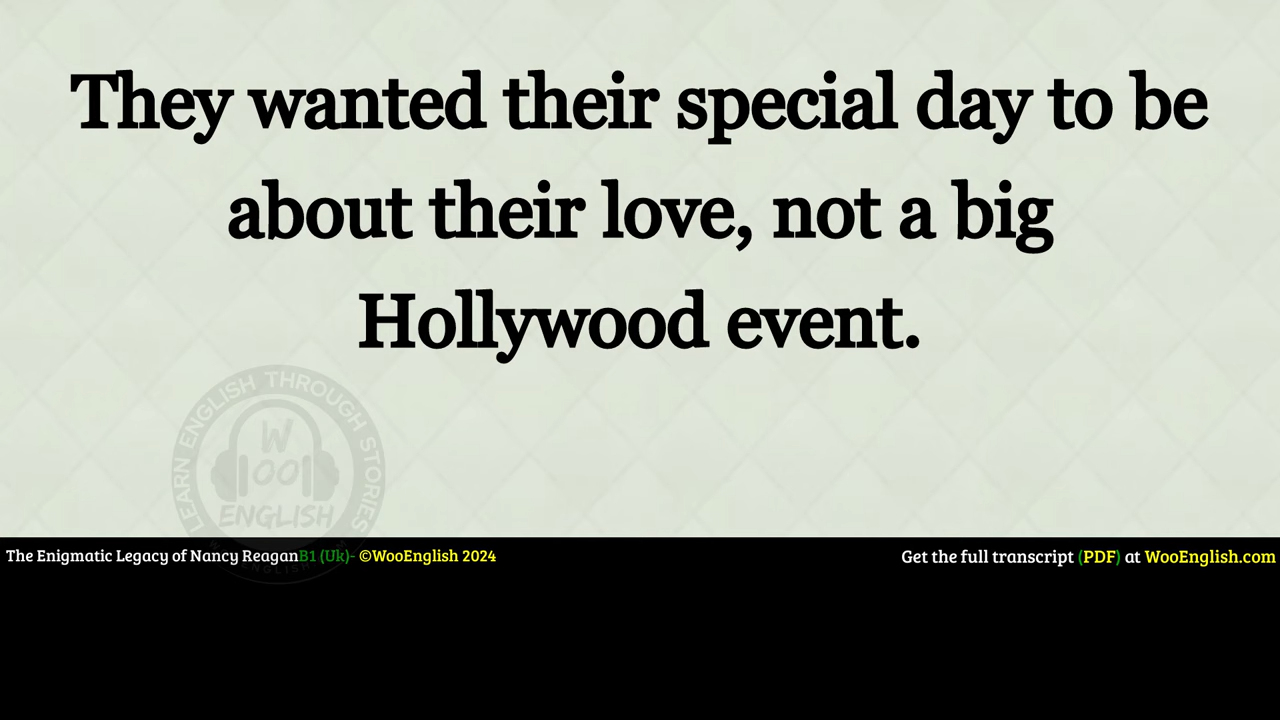 They wanted their special day to be
about their love, not a big
Hollywood event.
LEARN ENGLISH THROUGH STORIES
W
OO
ENGLISH
The Enigmatic Legacy of Nancy ReaganB1 (Uk)- ©WooEnglish 2024
Get the full transcript (PDF) at WooEnglish.com